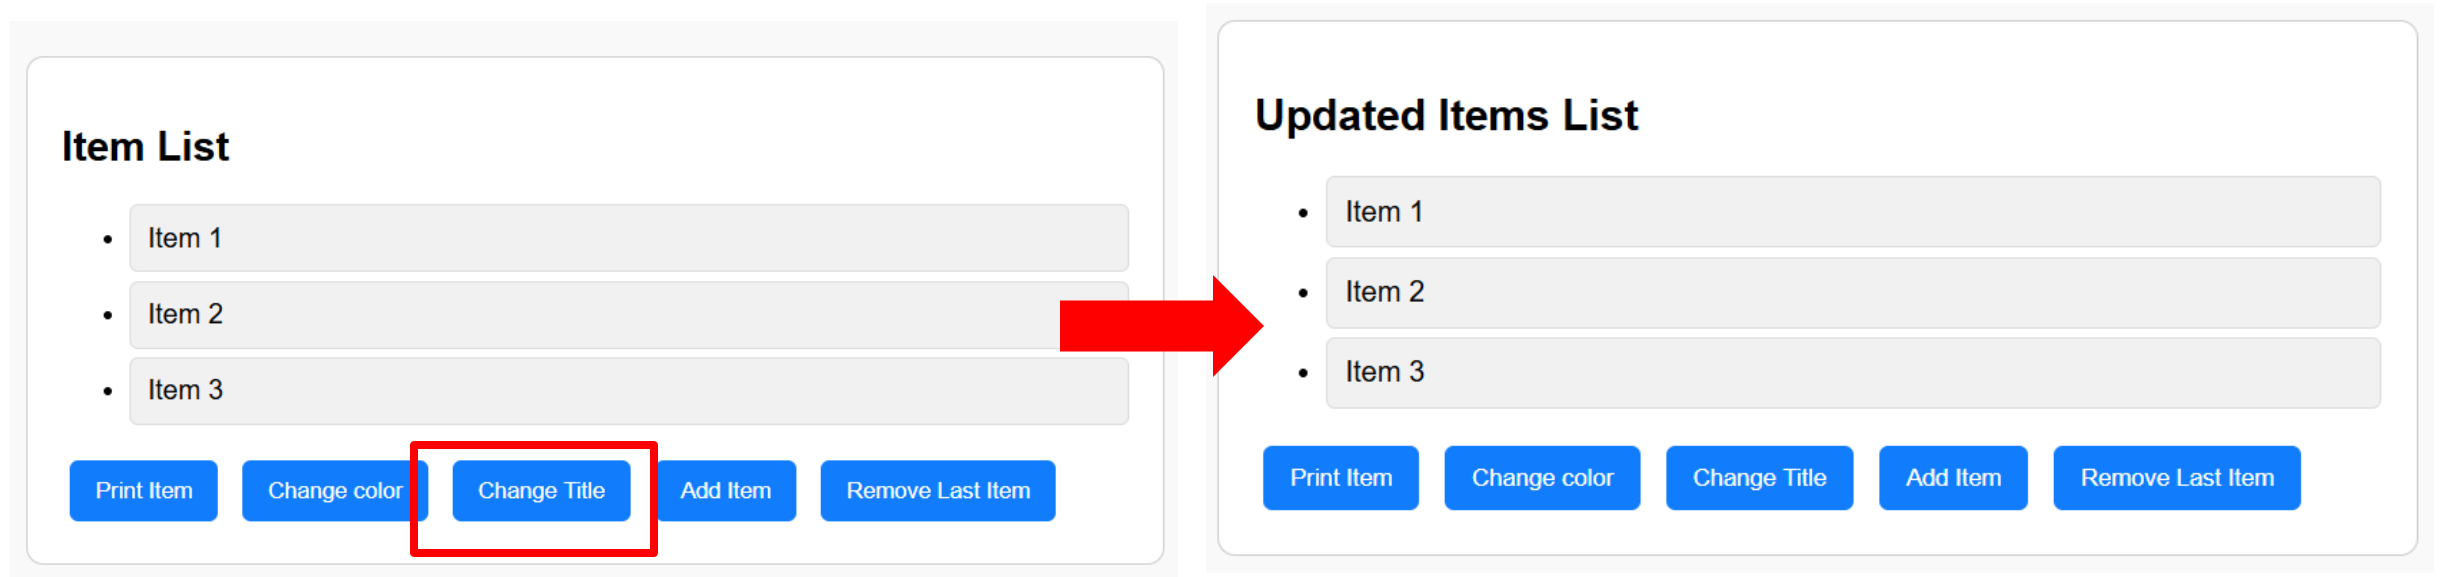 Item List
Item 1
Item 2
Item 3
Print Item Change color Change Title Add Item Remove Last Item
Updated Items List
Item 1
Item 2
Item 3
Print Item Change color Change Title Add Item Remove Last Item